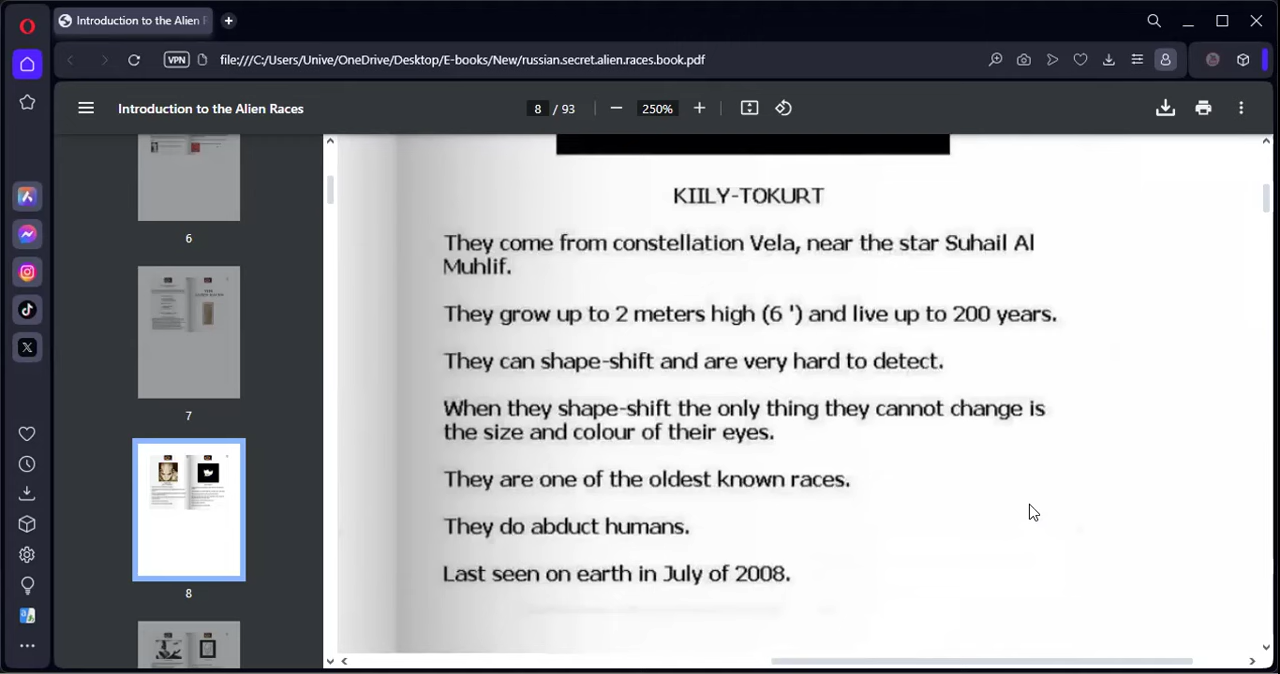 Introduction to the Alien R
VPN
file:///C:/Users/Unive/OneDrive/Desktop/E-books/New/russian.secret.alien.races.book.pdf
Introduction to the Alien Races
8 / 93
250%
6
7
8
KIILY-TOKURT
They come from constellation Vela, near the star Suhail Al
Muhlif.
They grow up to 2 meters high (6 ') and live up to 200 years.
They can shape-shift and are very hard to detect.
When they shape-shift the only thing they cannot change is
the size and colour of their eyes.
They are one of the oldest known races.
They do abduct humans.
Last seen on earth in July of 2008.